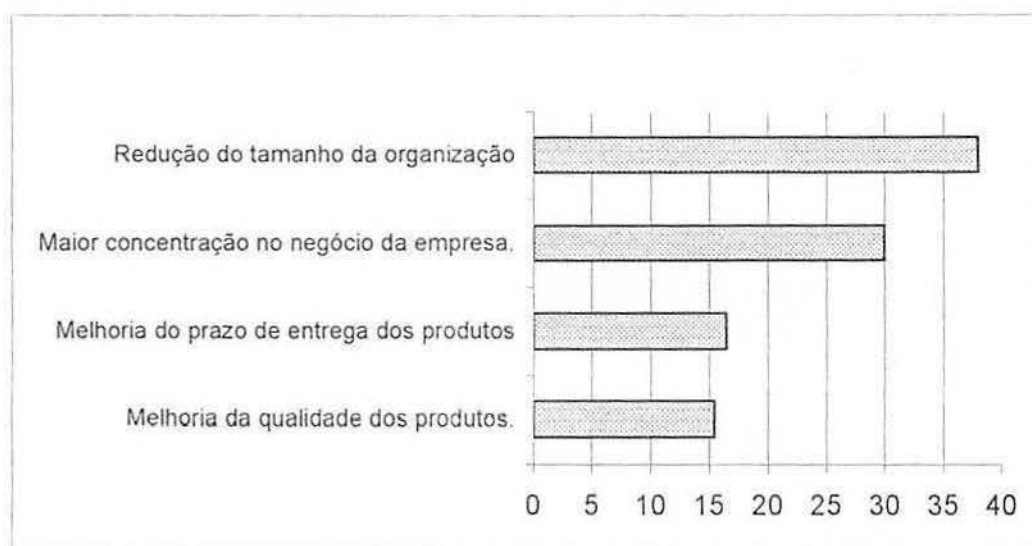 Redução do tamanho da organização
Maior concentração no negócio da empresa.
Melhoria do prazo de entrega dos produtos
Melhoria da qualidade dos produtos.
0 5 10 15 20 25 30 35 40